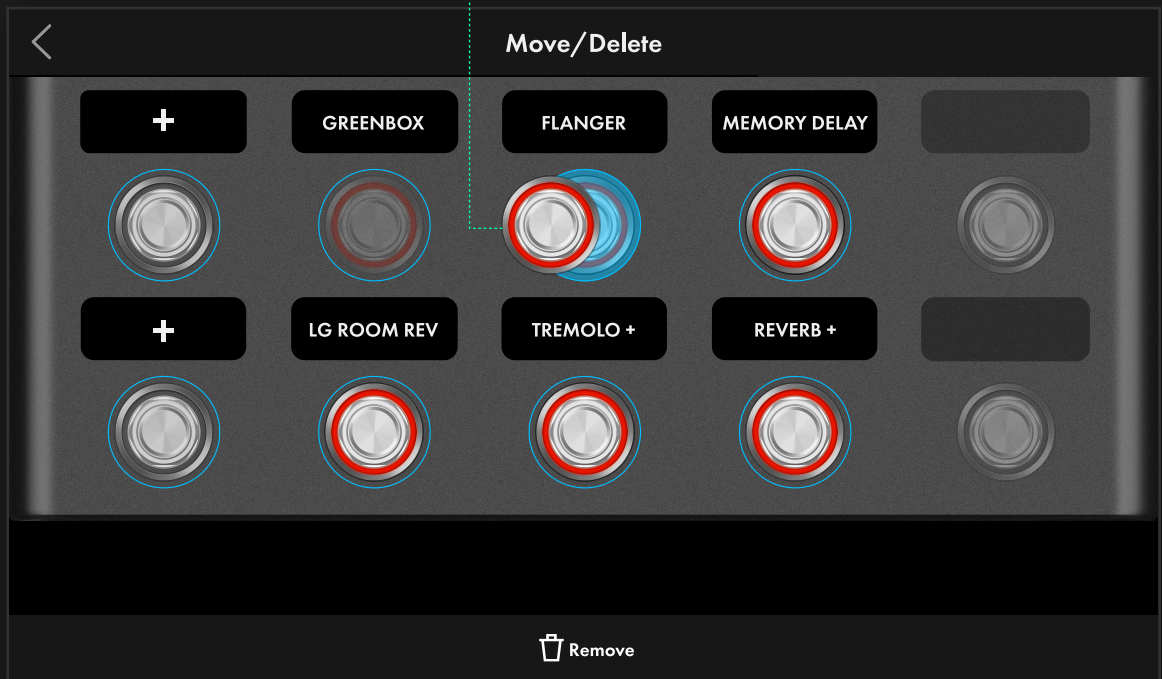 Move/Delete
+ GREENBOX FLANGER MEMORY DELAY
+ LG ROOM REV TREMOLO + REVERB +
Remove